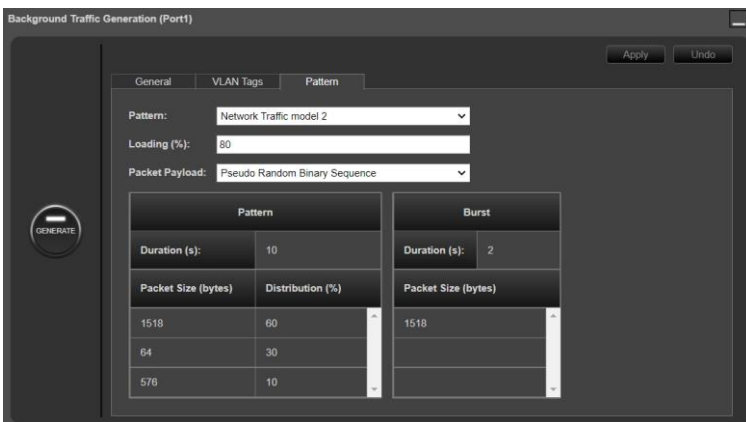 Background Traffic Generation (Port1)
Apply Undo
General VLAN Tags Pattern
Pattern: Network Traffic model 2
Loading (%): 80
Packet Payload: Pseudo Random Binary Sequence
GENERATE
Pattern
Duration (s): 10
Packet Size (bytes) Distribution (%)
1518 60
64 30
576 10
Burst
Duration (s): 2
Packet Size (bytes)
1518